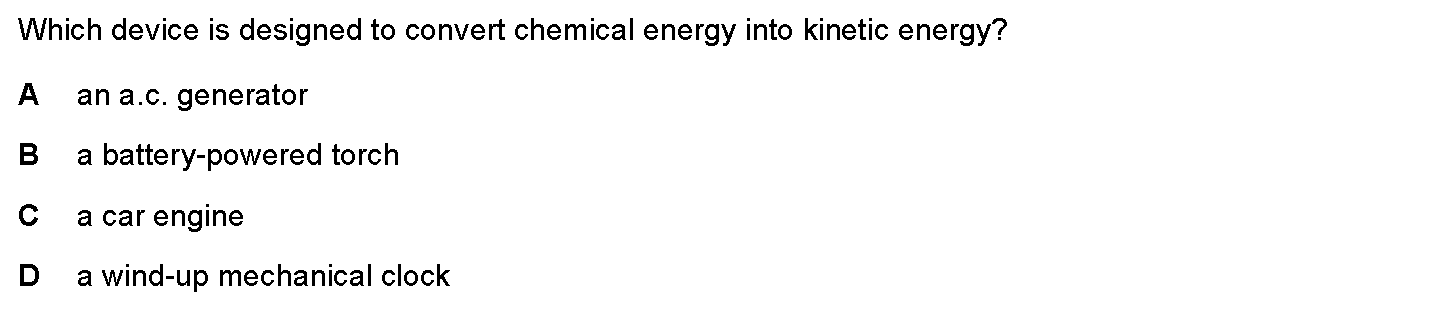 Which device is designed to convert chemical energy into kinetic energy?
A an a.c. generator
B a battery-powered torch
C a car engine
D a wind-up mechanical clock